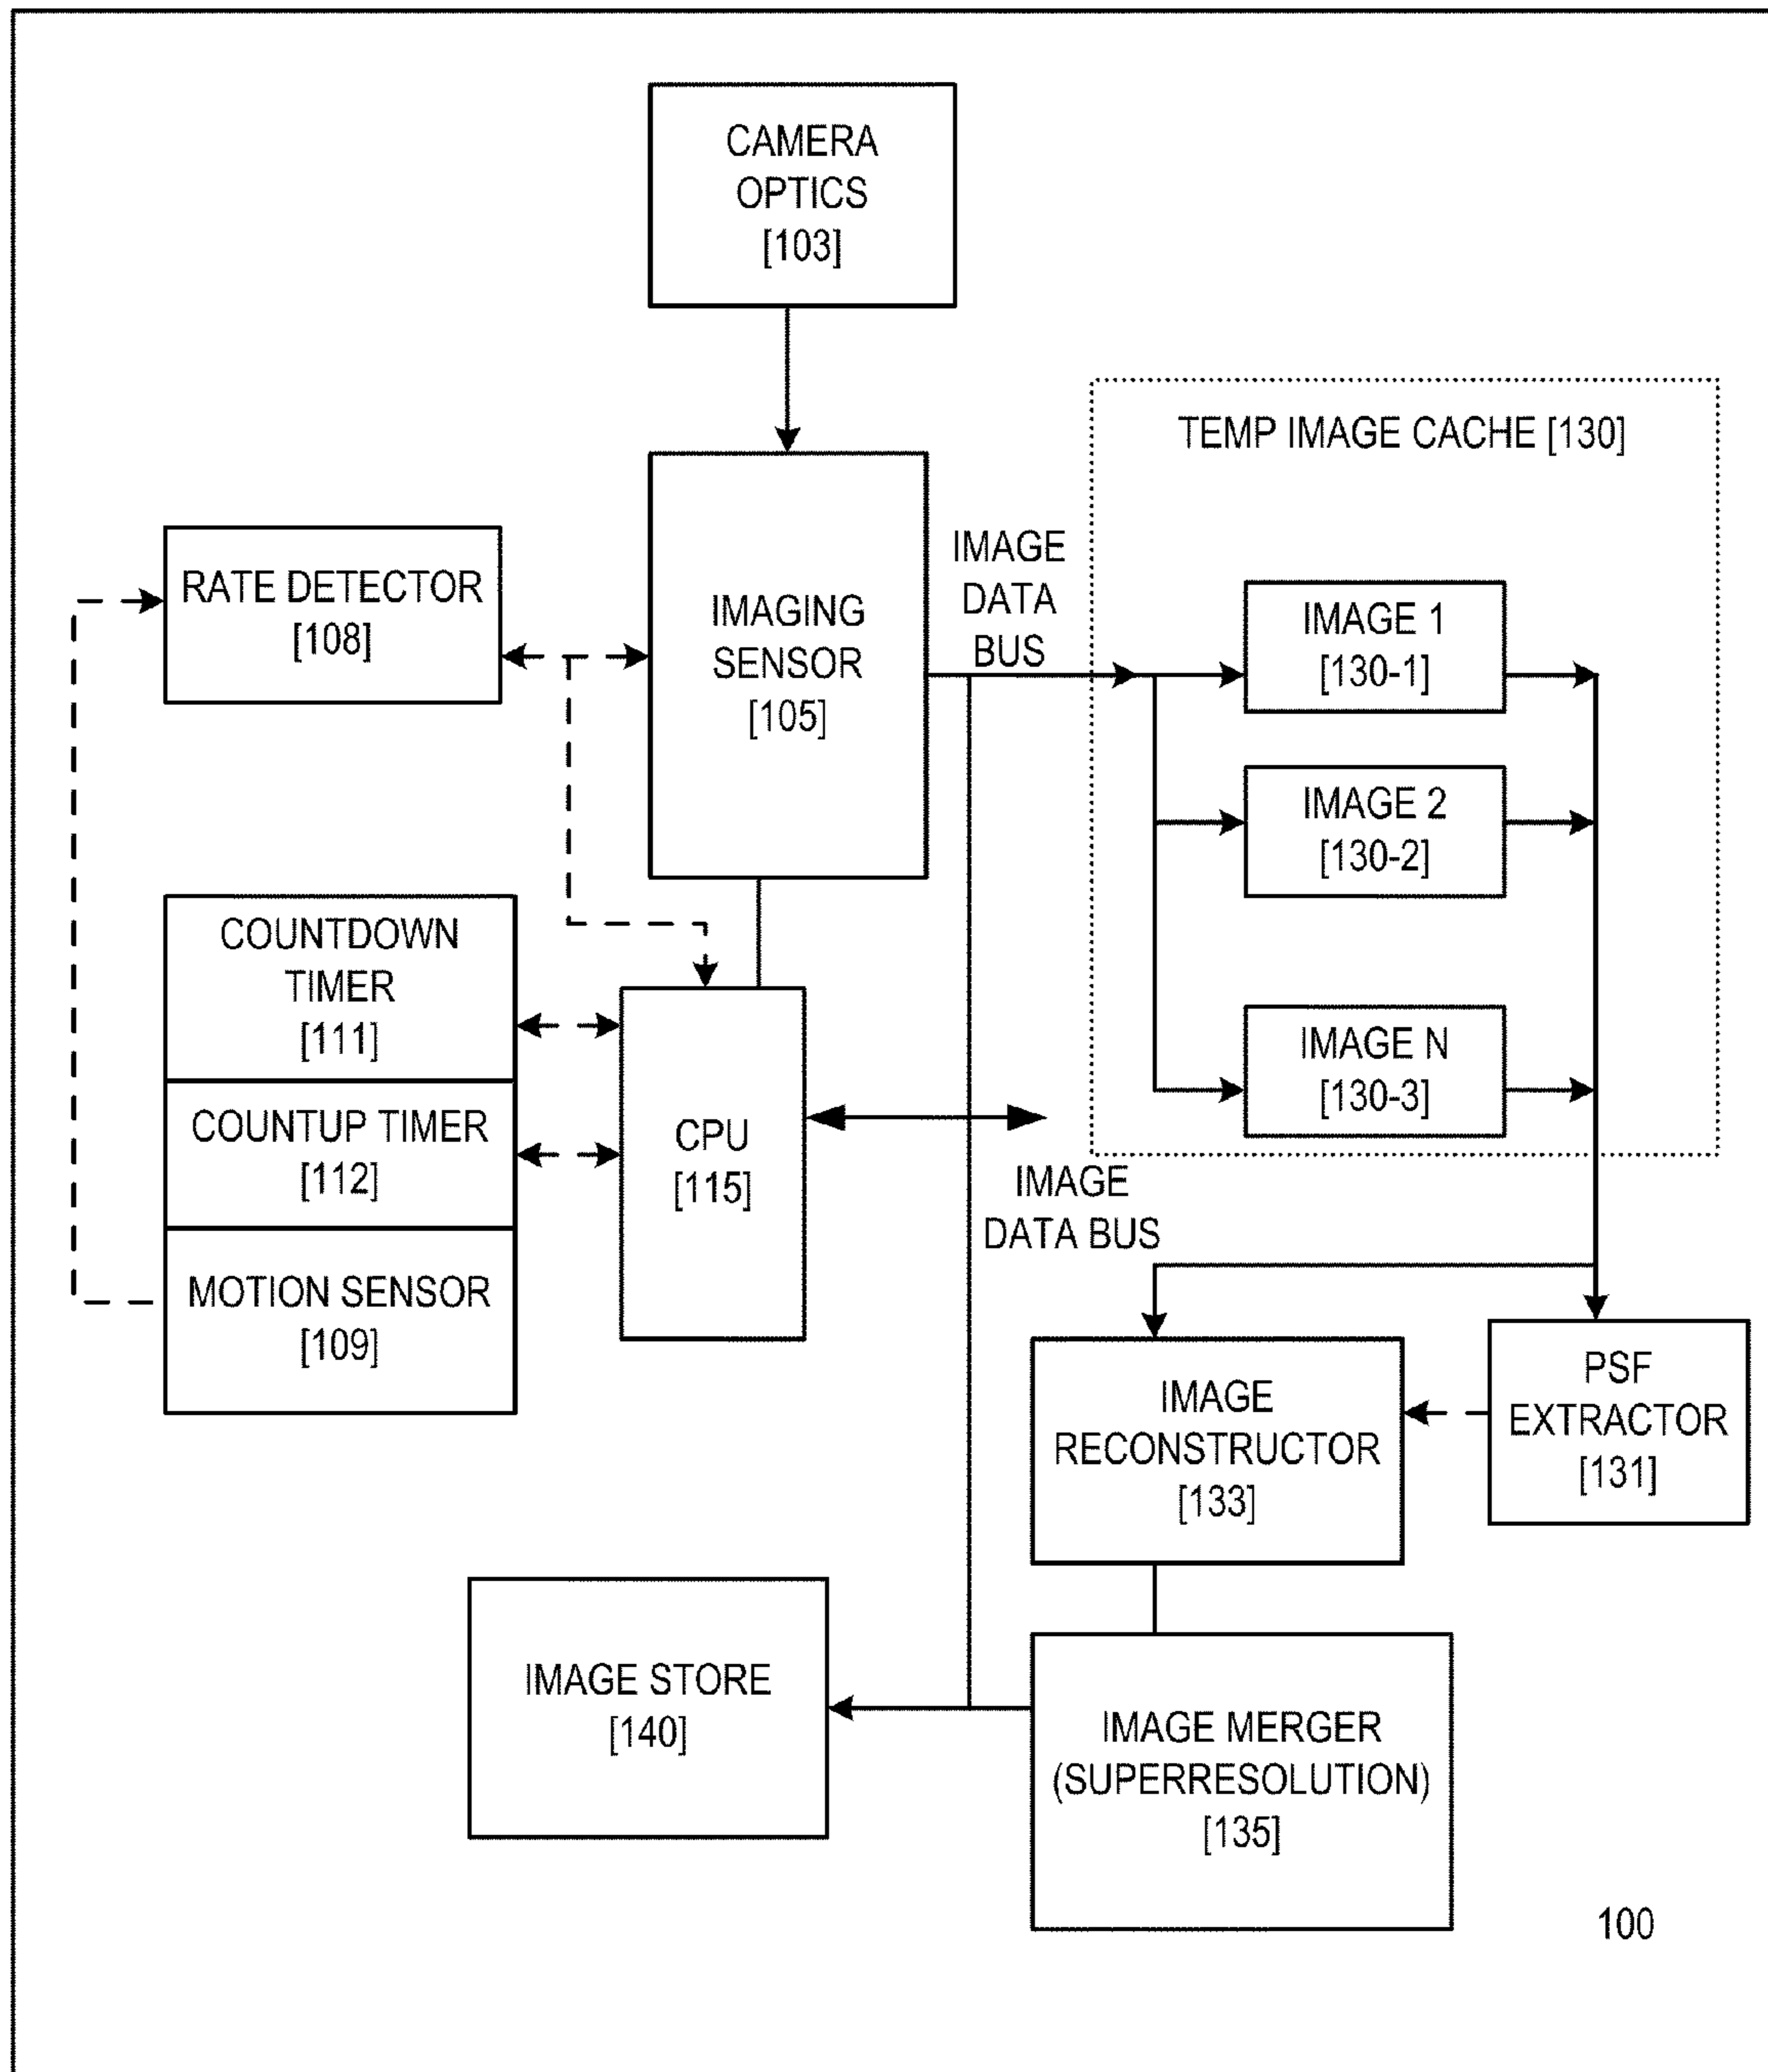 CAMERA
OPTICS
[103]
TEMP IMAGE CACHE [130]
IMAGE
DATA
BUS
RATE DETECTOR
[108]
IMAGING
SENSOR
[105]
IMAGE 1
[130-1]
IMAGE 2
[130-2]
IMAGE N
[130-3]
COUNTDOWN
TIMER
[111]
COUNTUP TIMER
[112]
MOTION SENSOR
[109]
CPU
[115]
IMAGE
DATA BUS
IMAGE
RECONSTRUCTOR
[133]
PSF
EXTRACTOR
[131]
IMAGE STORE
[140]
IMAGE MERGER
(SUPERRESOLUTION)
[135]
100